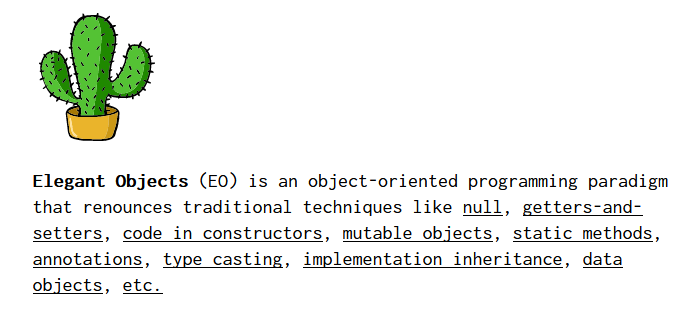 Elegant Objects (EO) is an object-oriented programming paradigm
that renounces traditional techniques like null, getters-and-
setters, code in constructors, mutable objects, static methods,
annotations, type casting, implementation inheritance, data
objects, etc.